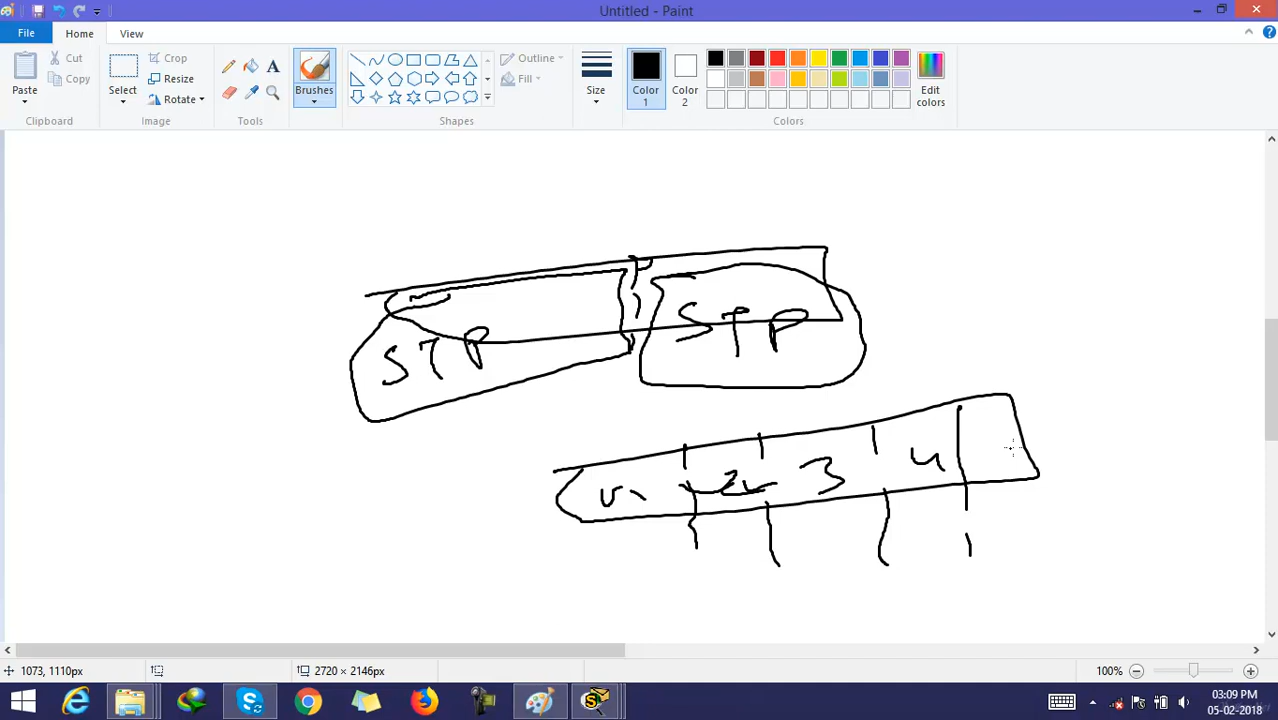 Untitled - Paint
File
Home
View
Paste
Cut
Copy
Clipboard
Select
Crop
Resize
Rotate
Image
A
Tools
Brushes
Outline
Fill
Shapes
Size
Color 1
Color 2
Edit colors
Colors
STP
STP
2
3
4
1073, 1110px
2720 × 2146px
100%
03:09 PM
05-02-2018